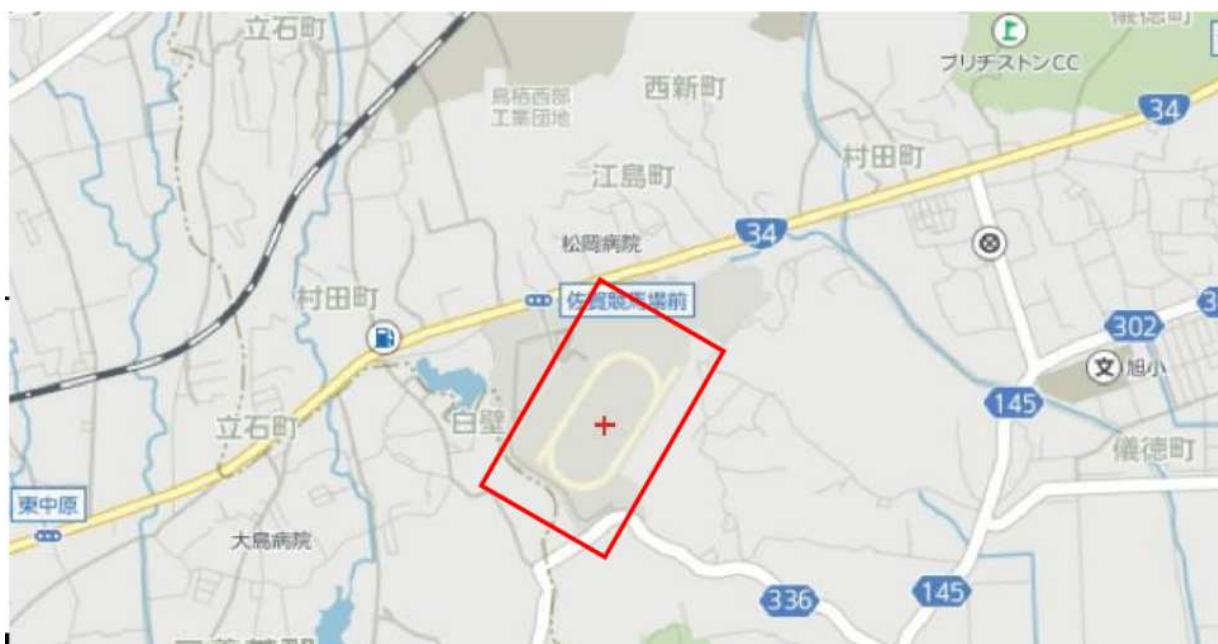 立石町
儀徳町
ブリヂストンCC
鳥栖西部
工業団地
西新町
34
村田町
江島町
34
松岡病院
村田町
佐賀競馬場前
302
文
旭小
145
白壁
立石町
儀徳町
東中原
大島病院
336
145